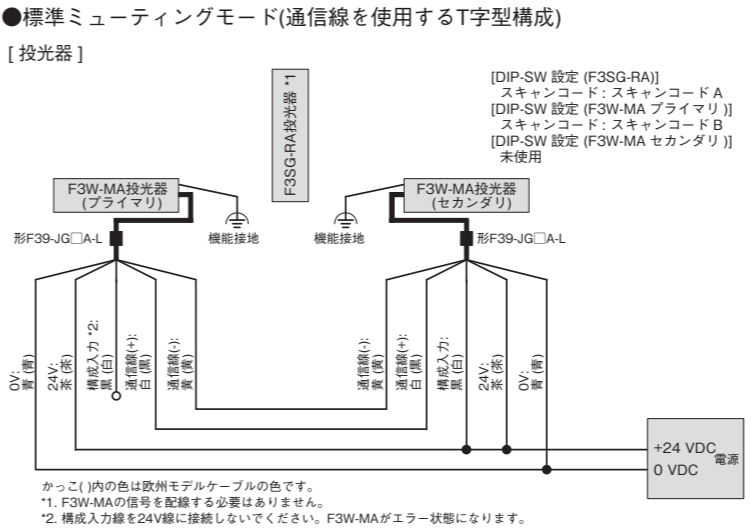 ●標準ミューティングモード(通信線を使用するT字型構成)
[ 投光器 ]
[DIP-SW 設定 (F3SG-RA)]
スキャンコード : スキャンコード A
[DIP-SW 設定 (F3W-MA プライマリ )]
スキャンコード : スキャンコード B
[DIP-SW 設定 (F3W-MA セカンダリ )]
未使用
F3SG-RA投光器 *1
F3W-MA投光器
(プライマリ)
F3W-MA投光器
(セカンダリ)
機能接地
機能接地
形F39-JG□A-L
形F39-JG□A-L
0V:
青 (青)
24V:
茶 (茶)
構成入力 *2:
黒 (白)
通信線(+):
白 (黒)
通信線(-):
黄 (黄)
通信線(-):
黄 (黄)
通信線(+):
白 (黒)
構成入力:
黒 (白)
24V:
茶 (茶)
0V:
青 (青)
+24 VDC
0 VDC
電源
かっこ( )内の色は欧州モデルケーブルの色です。
*1. F3W-MAの信号を配線する必要はありません。
*2. 構成入力線を24V線に接続しないでください。F3W-MAがエラー状態になります。